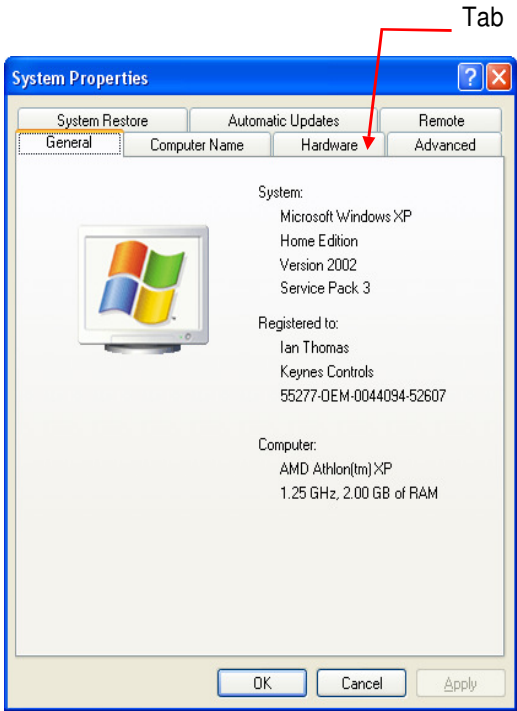 Tab
System Properties
System Restore Automatic Updates Remote
General Computer Name Hardware Advanced
System:
Microsoft Windows XP
Home Edition
Version 2002
Service Pack 3
Registered to:
Ian Thomas
Keynes Controls
55277-OEM-0044094-52607
Computer:
AMD Athlon(tm) XP
1.25 GHz, 2.00 GB of RAM
OK Cancel Apply